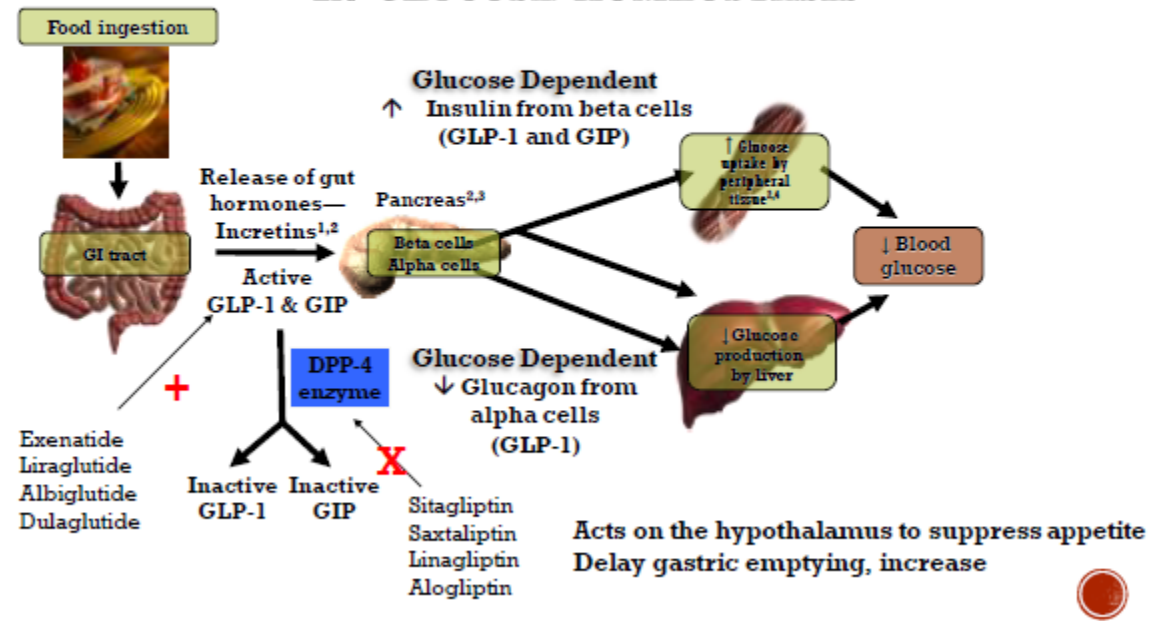 Food ingestion
Glucose Dependent
↑ Insulin from beta cells
(GLP-1 and GIP)
↑ Glucose
uptake by
peripheral
tissue
Release of gut
hormones—
Incretins1,2
Pancreas2,3
GI tract
Beta cells
Alpha cells
↓ Blood
glucose
Active
GLP-1 & GIP
↓ Glucose
production
by liver
DPP-4
enzyme
Glucose Dependent
↓ Glucagon from
alpha cells
(GLP-1)
+
Exenatide
Liraglutide
Albiglutide
Dulaglutide
X
Inactive
GLP-1
Inactive
GIP
Sitagliptin
Saxtaliptin
Linagliptin
Alogliptin
Acts on the hypothalamus to suppress appetite
Delay gastric emptying, increase